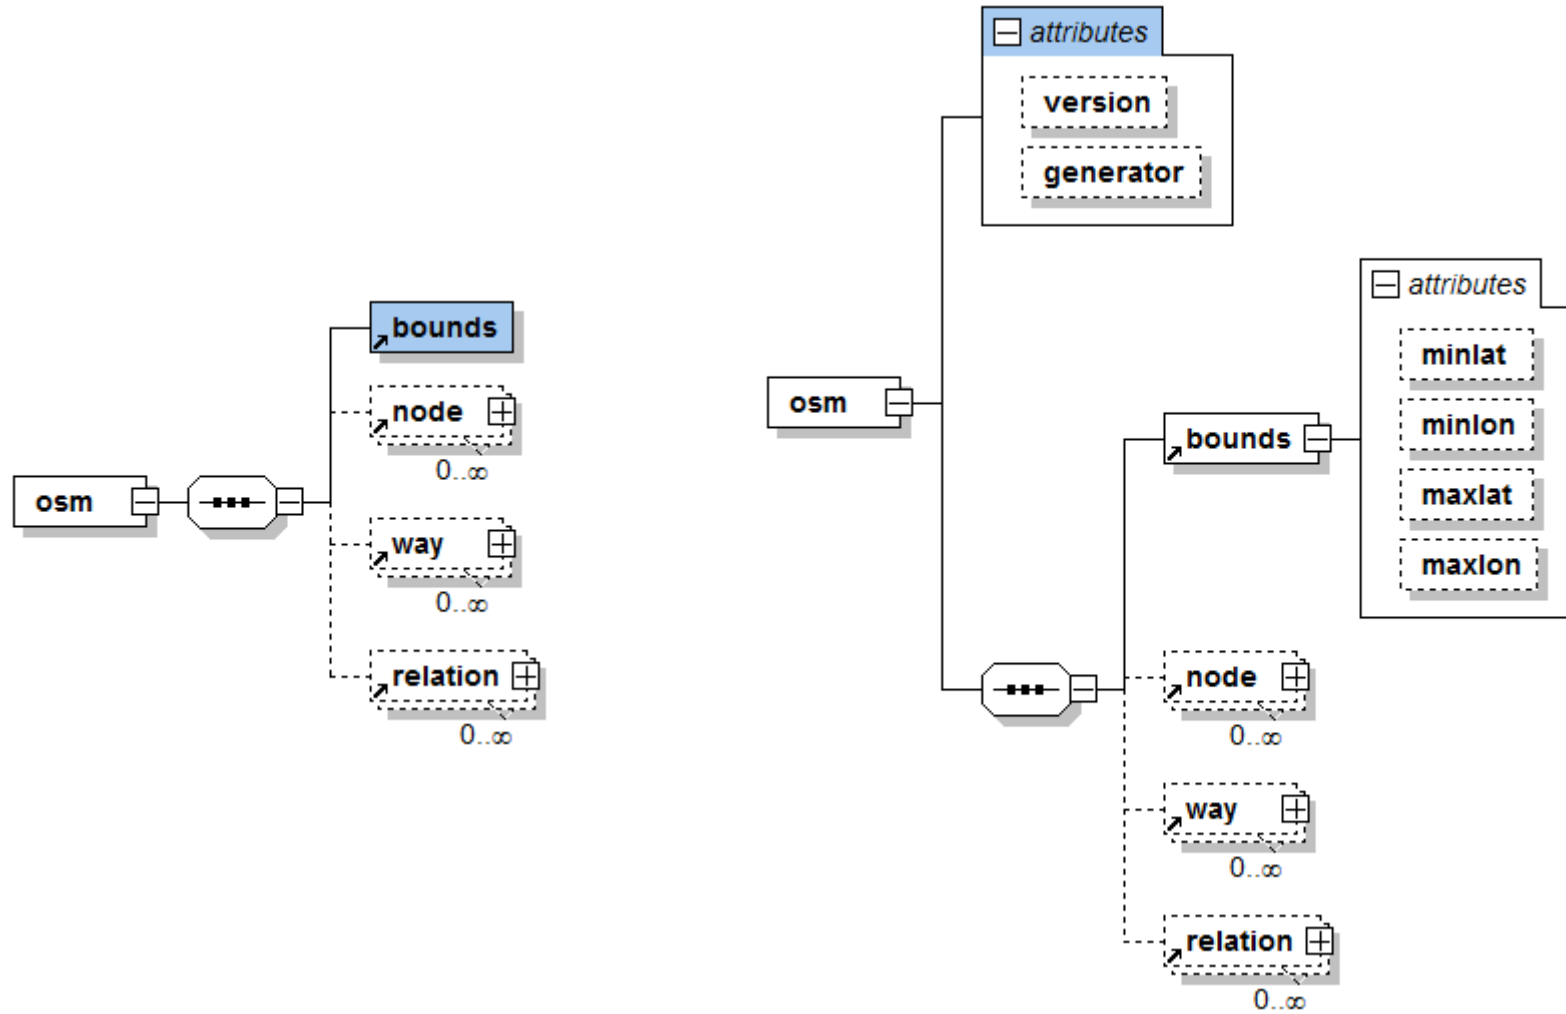 bounds
node
0..∞
osm
way
0..∞
relation
0..∞
attributes
version
generator
osm
attributes
minlat
minlon
maxlat
maxlon
bounds
node
0..∞
way
0..∞
relation
0..∞